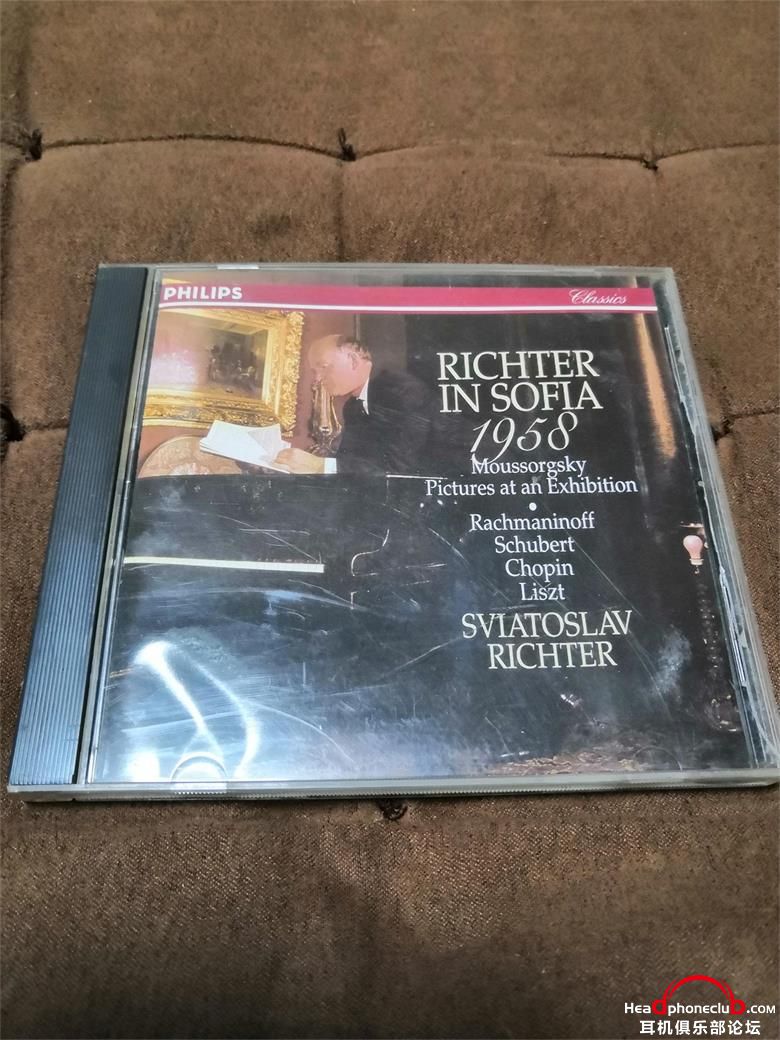 PHILIPS
Classics
RICHTER
IN SOFIA
1958
Moussorgsky
Pictures at an Exhibition
•
Rachmaninoff
Schubert
Chopin
Liszt
SVIATOSLAV
RICHTER
Headphoneclub.COM
耳机俱乐部论坛